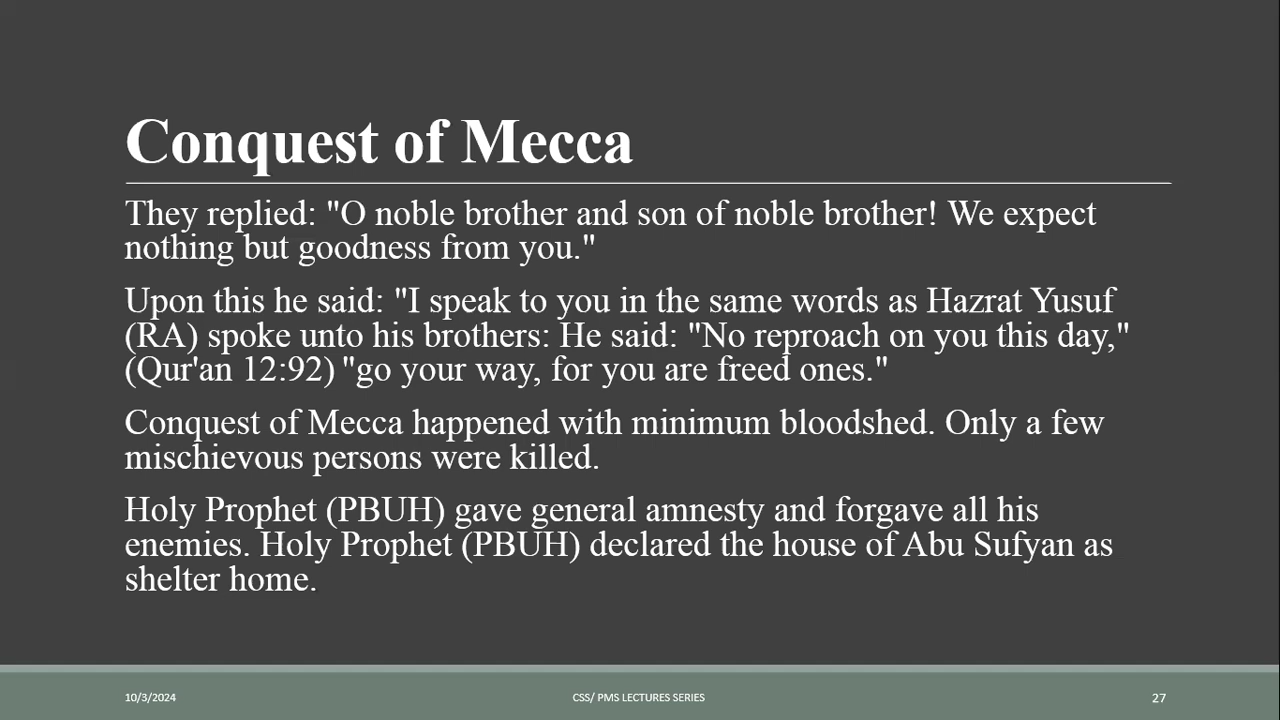 Conquest of Mecca
They replied: "O noble brother and son of noble brother! We expect
nothing but goodness from you."
Upon this he said: "I speak to you in the same words as Hazrat Yusuf
(RA) spoke unto his brothers: He said: "No reproach on you this day,"
(Qur'an 12:92) "go your way, for you are freed ones."
Conquest of Mecca happened with minimum bloodshed. Only a few
mischievous persons were killed.
Holy Prophet (PBUH) gave general amnesty and forgave all his
enemies. Holy Prophet (PBUH) declared the house of Abu Sufyan as
shelter home.
10/3/2024
CSS/ PMS LECTURES SERIES
27